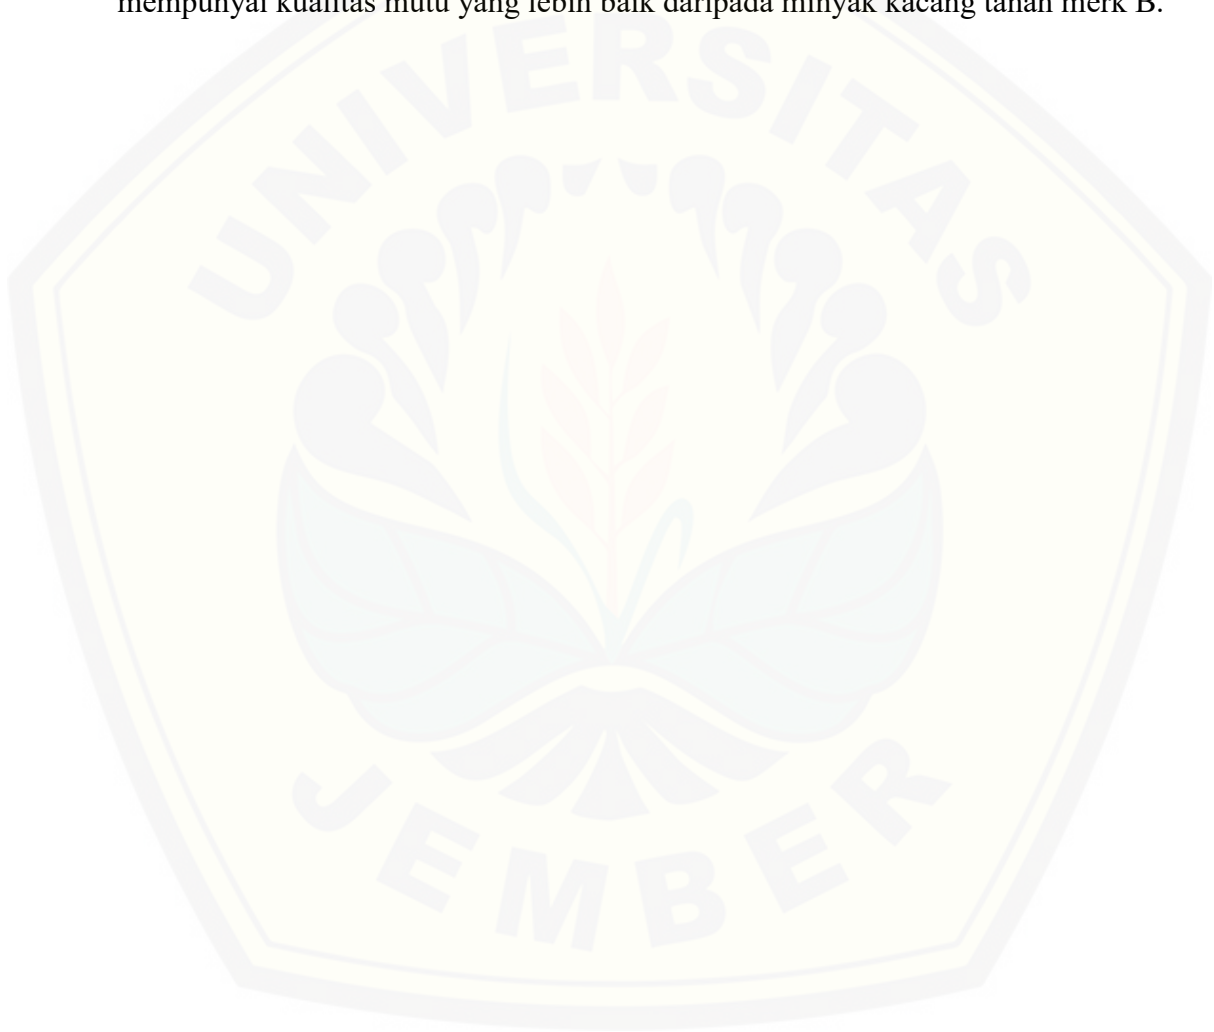 mempunyai kualitas mutu yang lebih baik daripada minyak kacang tanah merk B.
UNIVERSITAS
JEMBER